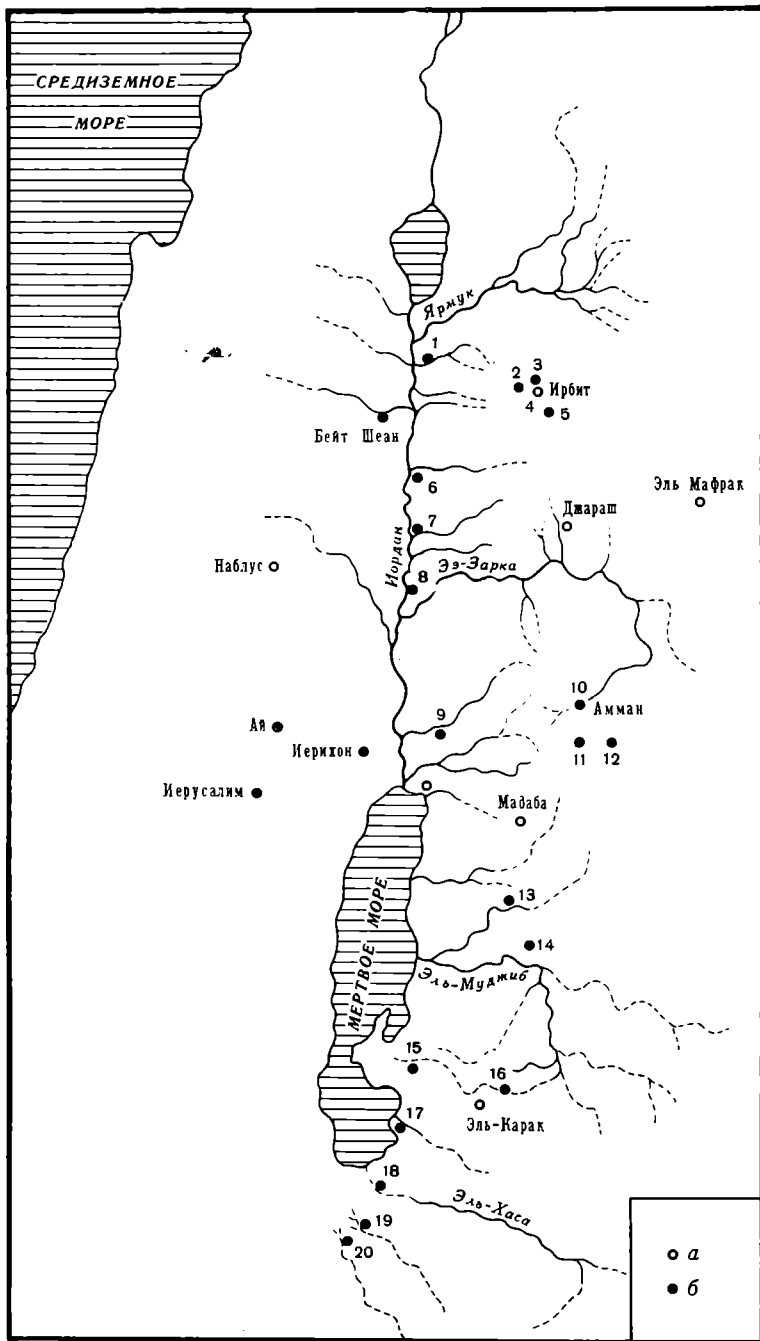 СРЕДИЗЕМНОЕ
МОРЕ
Ярмук
1
2
3
4
Ирбит
5
Бейт Шеан
6
Эль Мафрак
7
Джараш
Иордан
Наблус
8
Эз-Зарка
10
Амман
9
Ай
Иерихон
11
12
Иерусалим
Мадаба
МЕРТВОЕ МОРЕ
13
14
Эль-Муджиб
15
16
Эль-Карак
17
18
Эль-Хаса
19
20
а
б